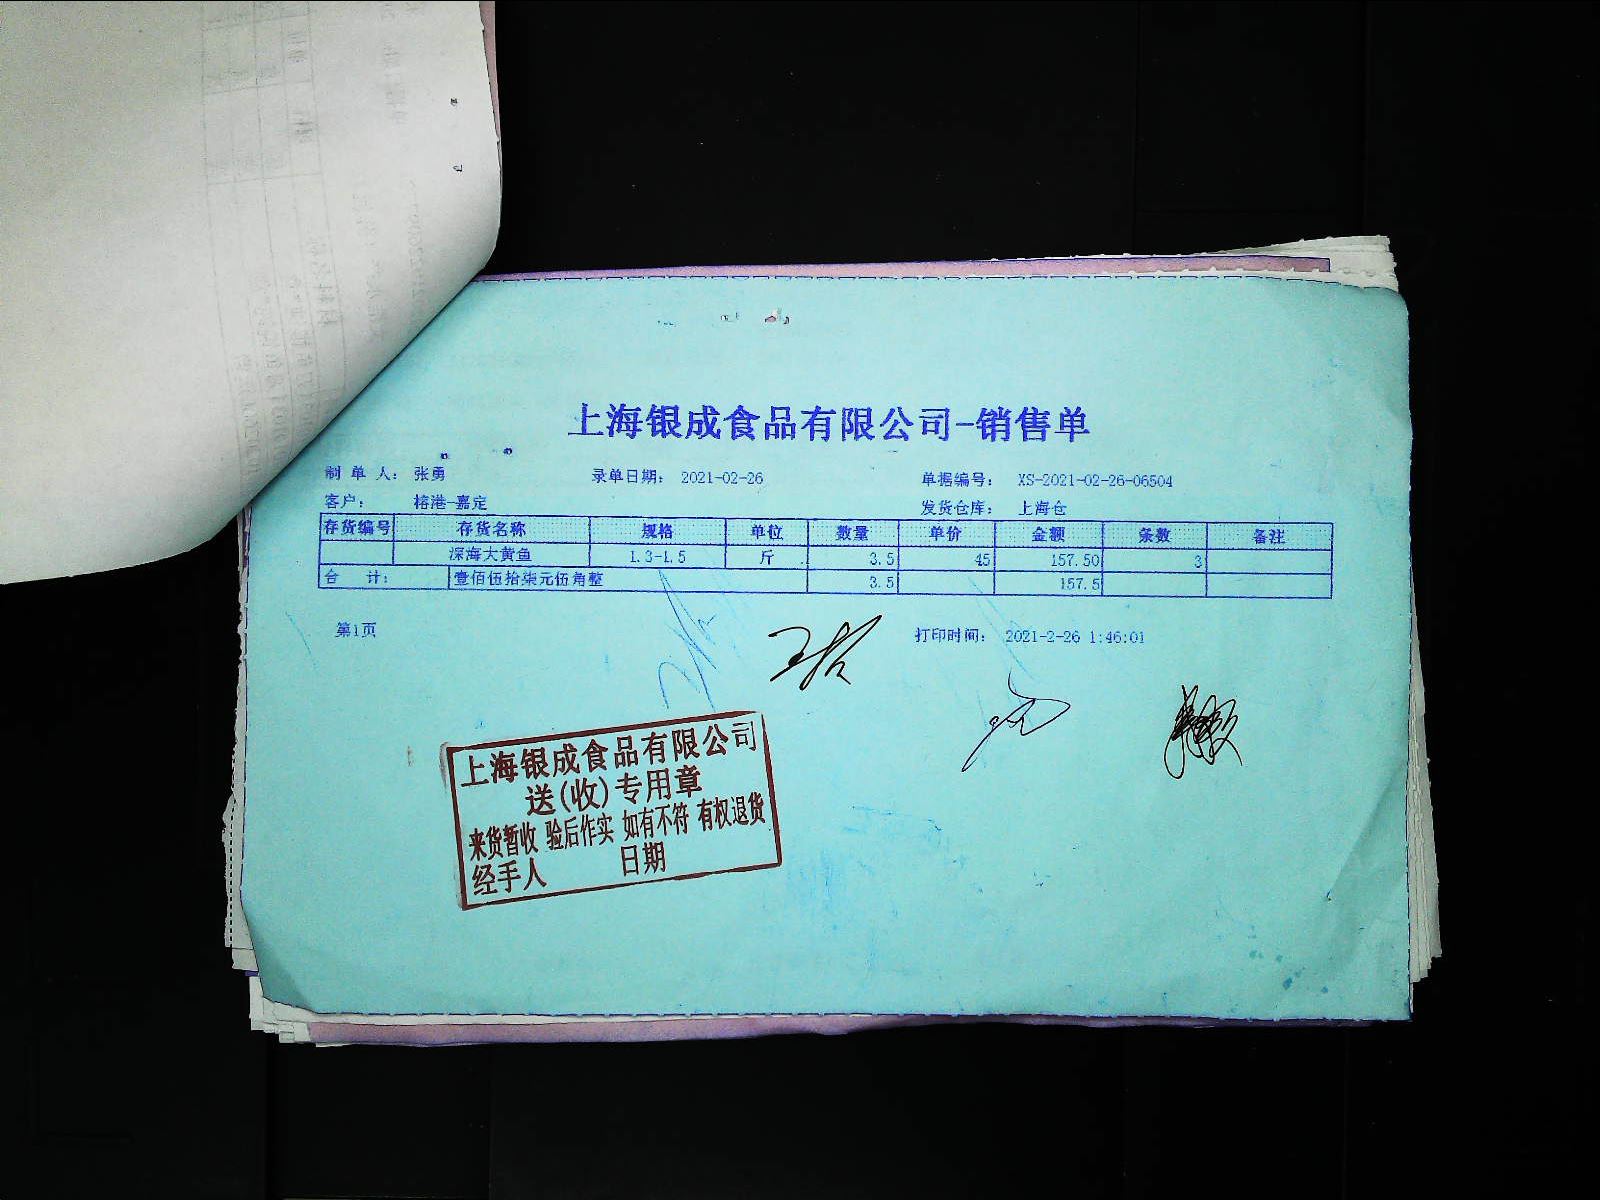 上海银成食品有限公司-销售单
制 单 人： 张勇 录单日期： 2021-02-26 单据编号： XS-2021-02-26-06504
客户： 榕港-嘉定 发货仓库： 上海仓
存货编号 存货名称 规格 单位 数量 单价 金额 条数 备注
深海大黄鱼 1.3-1.5 斤 3.5 45 157.50 3
合 计： 壹佰伍拾柒元伍角整 3.5 157.5
第1页 打印时间： 2021-2-26 1:46:01
上海银成食品有限公司
送(收)专用章
来货暂收 验后作实 如有不符 有权退货
经手人 日期